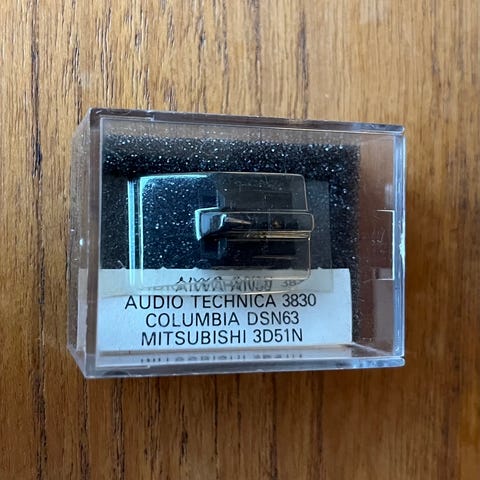 AUDIO TECHNICA 3830
COLUMBIA DSN63
MITSUBISHI 3D51N